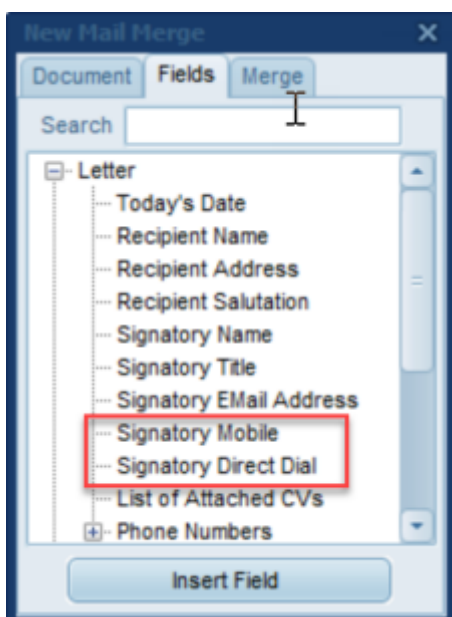 New Mail Merge
Document Fields Merge
Search
Letter
Today's Date
Recipient Name
Recipient Address
Recipient Salutation
Signatory Name
Signatory Title
Signatory EMail Address
Signatory Mobile
Signatory Direct Dial
List of Attached CVs
Phone Numbers
Insert Field